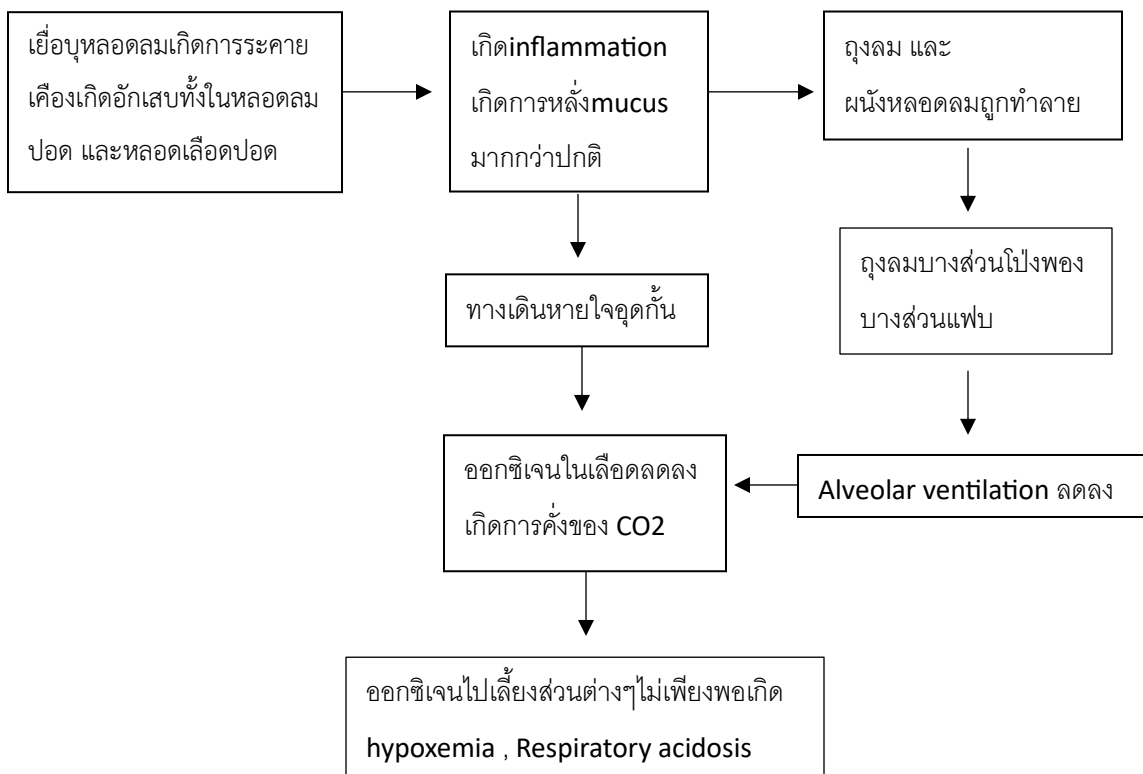 เยื่อบุหลอดลมเกิดการระคาย
เคืองเกิดอักเสบทั้งในหลอดลม
ปอด และหลอดเลือดปอด
เกิดinflammation
เกิดการหลั่งmucus
มากกว่าปกติ
ถุงลม และ
ผนังหลอดลมถูกทำลาย
ทางเดินหายใจอุดกั้น
ถุงลมบางส่วนโป่งพอง
บางส่วนแฟบ
ออกซิเจนในเลือดลดลง
เกิดการคั่งของ CO2
Alveolar ventilation ลดลง
ออกซิเจนไปเลี้ยงส่วนต่างๆไม่เพียงพอเกิด
hypoxemia , Respiratory acidosis